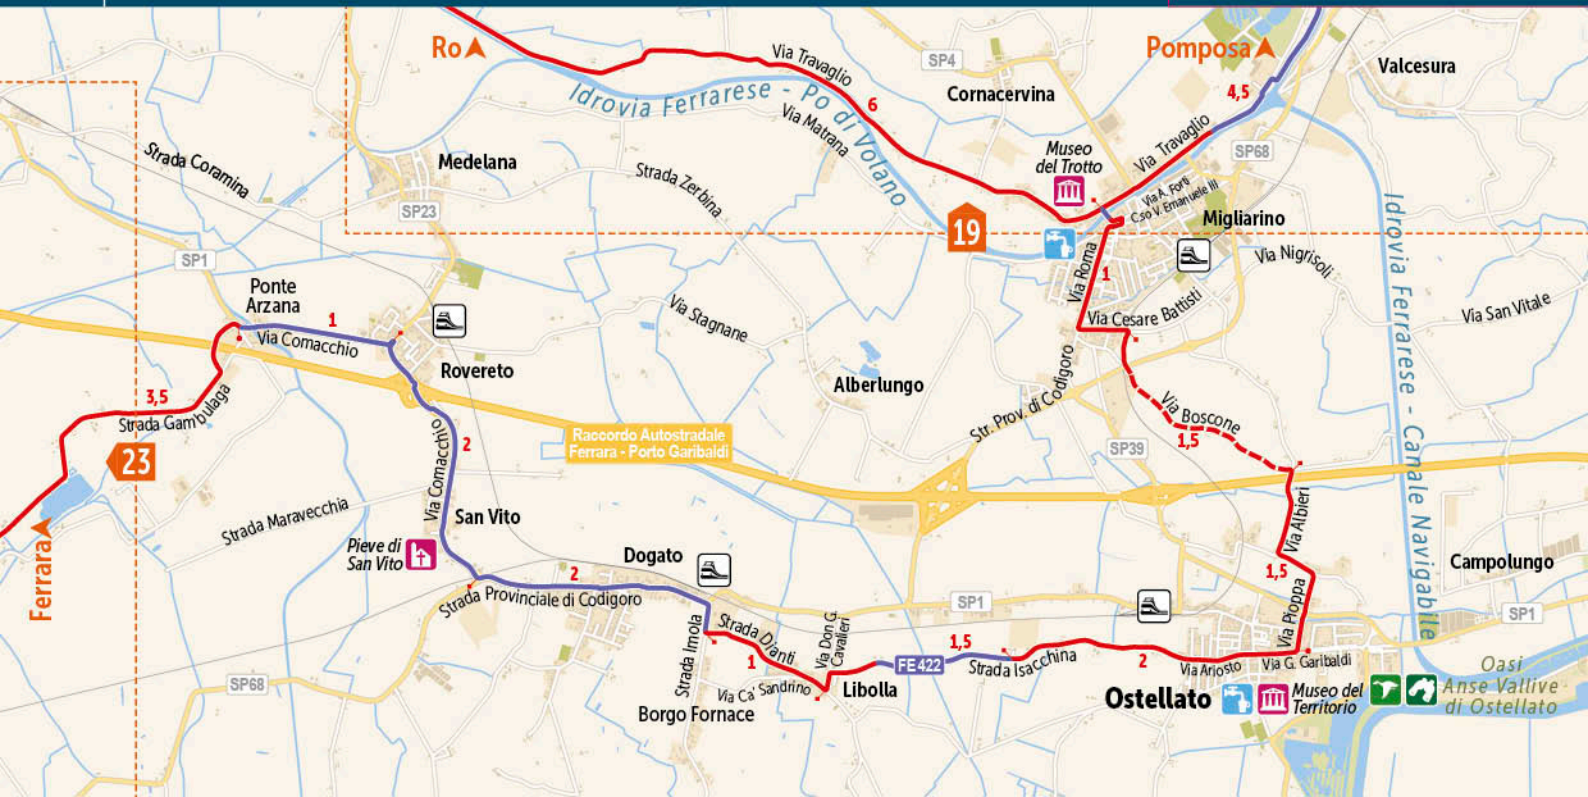 Ro
Via Travaglio
SP4
Pomposa
Valcesura
Cornacervina
4,5
Idrovia Ferrarese - Po di Volano
6
Via Matrana
Via Travaglio
SP68
Museo
del Trotto
Strada Coramina
Medelana
Strada Zerbina
Via A. Forti
C.so V. Emanuele III
Migliarino
SP23
19
SP1
Via Roma
1
Via Nigrisoli
Idrovia Ferrarese - Canale Navigabile
Ponte
Arzana
1
Via Comacchio
Via Stagnane
Via Cesare Battisti
Via San Vitale
Rovereto
Alberlungo
3,5
Strada Gambulaga
Str. Prov. di Codigoro
Via Boscone
1,5
Raccordo Autostradale
Ferrara - Porto Garibaldi
SP39
23
2
Via Comacchio
Strada Maravecchia
San Vito
Via Albieri
Pieve di
San Vito
Dogato
Ferrara
2
Strada Provinciale di Codigoro
1,5
Campolungo
SP1
SP1
Via Pioppa
Strada Imola
Strada Dianti
1
Via Don G.
Cavalieri
1,5
FE422
Strada Isacchina
2
Via Ariosto
Via G. Garibaldi
SP68
Via Ca' Sandrino
Libolla
Borgo Fornace
Ostellato
Museo del
Territorio
Oasi
Anse Vallive
di Ostellato